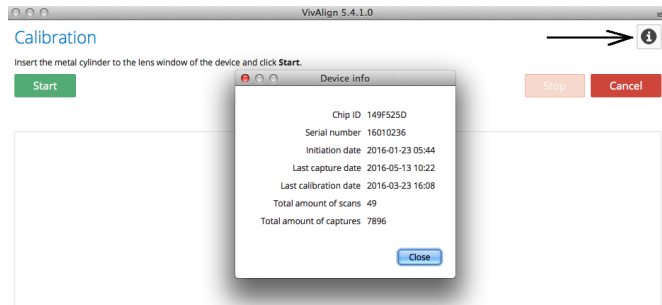 VivAlign 5.4.1.0
Calibration
Insert the metal cylinder to the lens window of the device and click Start.
Start
Stop
Cancel
Device info
Chip ID 149F525D
Serial number 16010236
Initiation date 2016-01-23 05:44
Last capture date 2016-05-13 10:22
Last calibration date 2016-03-23 16:08
Total amount of scans 49
Total amount of captures 7896
Close